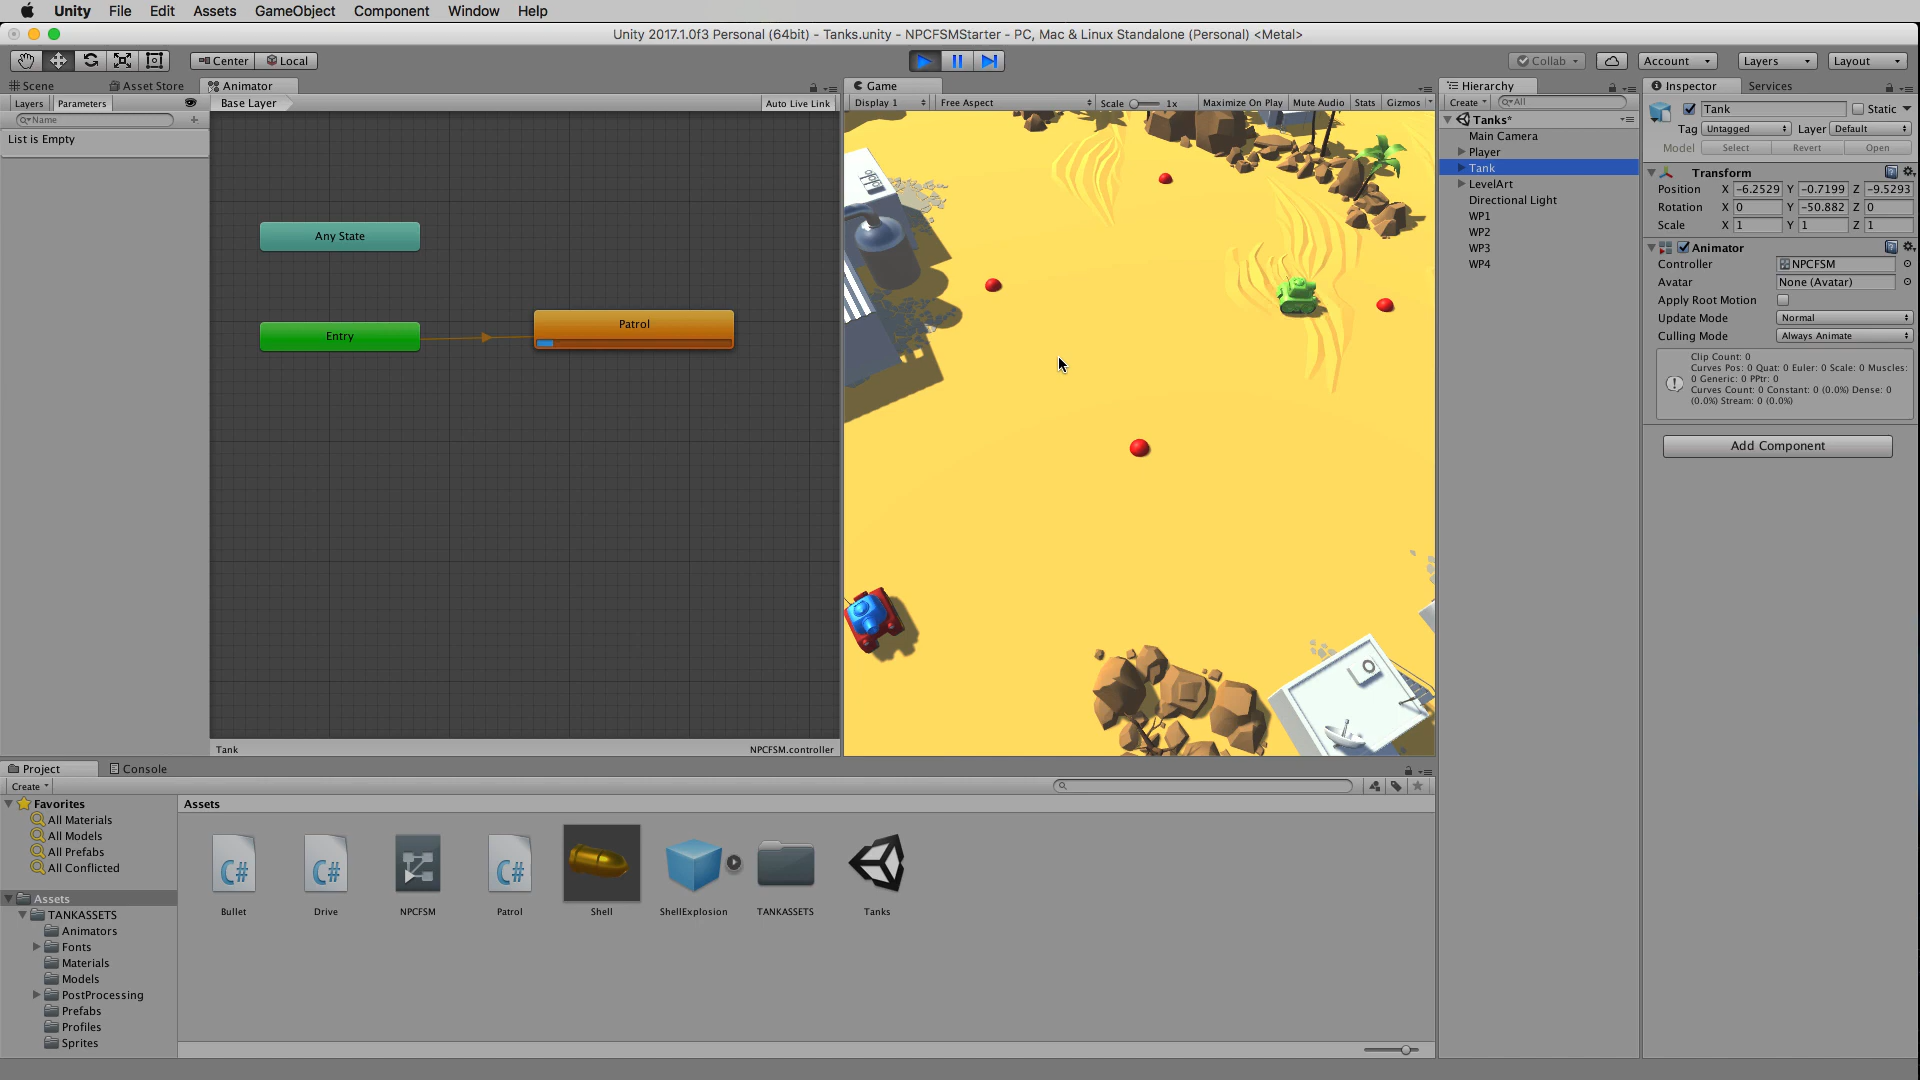 Unity File Edit Assets GameObject Component Window Help
Unity 2017.1.0f3 Personal (64bit) - Tanks.unity - NPCFSMStarter - PC, Mac & Linux Standalone (Personal) <Metal>
Center Local Collab Account Layers Layout
Scene Asset Store Animator Game Hierarchy Inspector Services
Layers Parameters Base Layer Auto Live Link
Display 1 Free Aspect Scale 1x Maximize On Play Mute Audio Stats Gizmos
Create All
Name
List is Empty
Any State
Entry
Patrol
Tank NPCFSM.controller
Tanks*
Main Camera
Player
Tank
LevelArt
Directional Light
WP1
WP2
WP3
WP4
Tank Static
Tag Untagged Layer Default
Model Select Revert Open
Transform
Position X -6.2529 Y -0.7199 Z -9.5293
Rotation X 0 Y -50.882 Z 0
Scale X 1 Y 1 Z 1
Animator
Controller NPCFSM
Avatar None (Avatar)
Apply Root Motion
Update Mode Normal
Culling Mode Always Animate
Clip Count: 0
Curves Pos: 0 Quat: 0 Euler: 0 Scale: 0 Muscles:
0 Generic: 0 PPtr: 0
Curves Count: 0 Constant: 0 (0.0%) Dense: 0
(0.0%) Stream: 0 (0.0%)
Add Component
Project Console
Create
Favorites
All Materials
All Models
All Prefabs
All Conflicted
Assets
TANKASSETS
Animators
Fonts
Materials
Models
PostProcessing
Prefabs
Profiles
Sprites
Assets
C# C# C#
Bullet Drive NPCFSM Patrol Shell ShellExplosion TANKASSETS Tanks